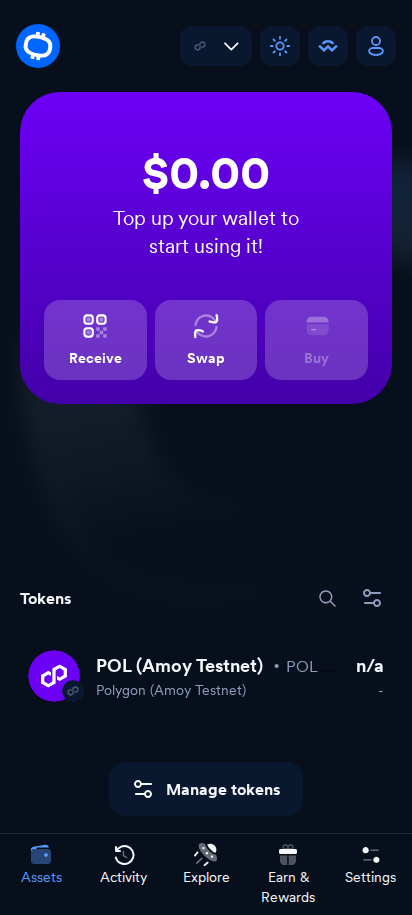 $0.00
Top up your wallet to
start using it!
Receive
Swap
Buy
Tokens
POL (Amoy Testnet) • POL ... n/a
Polygon (Amoy Testnet) -
Manage tokens
Assets
Activity
Explore
Earn &
Rewards
Settings